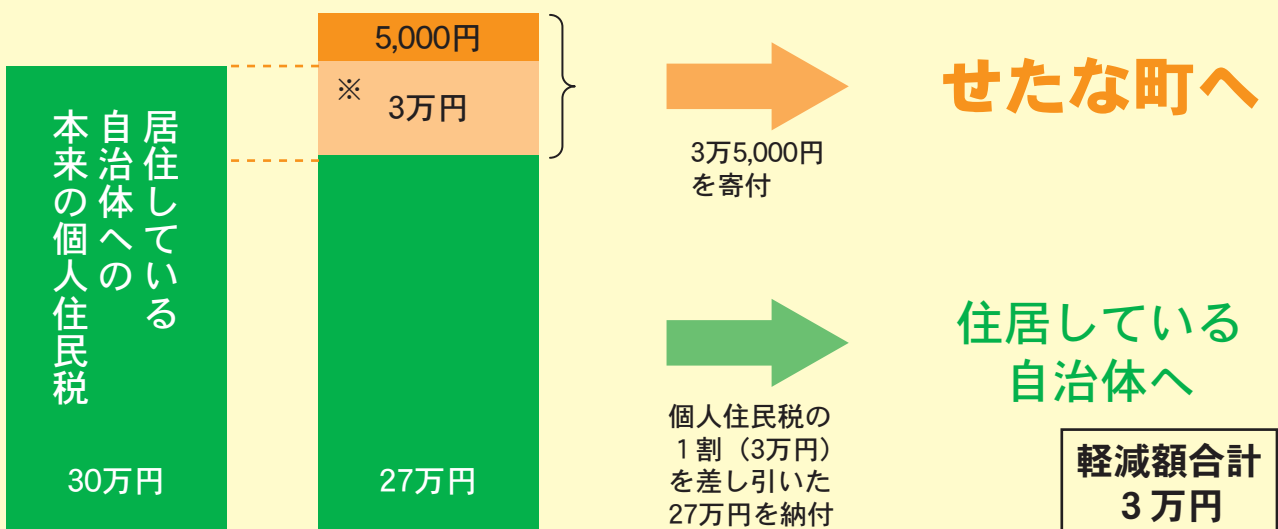 居住している
自治体への
本来の個人住民税
30万円
5,000円
※
3万円
27万円
3万5,000円
を寄付
せたな町へ
個人住民税の
1割（3万円）
を差し引いた
27万円を納付
住居している
自治体へ
軽減額合計
3万円